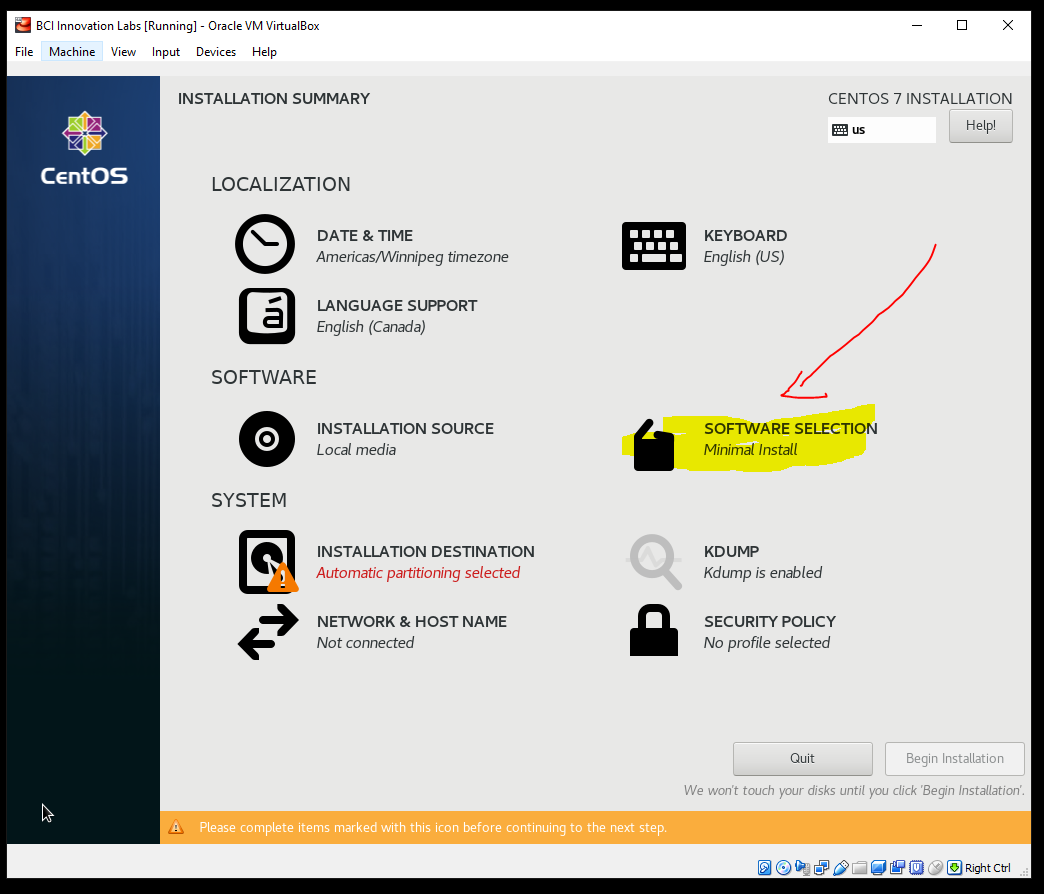 BCI Innovation Labs [Running] - Oracle VM VirtualBox
File Machine View Input Devices Help
CentOS
INSTALLATION SUMMARY
CENTOS 7 INSTALLATION
us
Help!
LOCALIZATION
DATE & TIME
Americas/Winnipeg timezone
KEYBOARD
English (US)
LANGUAGE SUPPORT
English (Canada)
SOFTWARE
INSTALLATION SOURCE
Local media
SOFTWARE SELECTION
Minimal Install
SYSTEM
INSTALLATION DESTINATION
Automatic partitioning selected
KDUMP
Kdump is enabled
NETWORK & HOST NAME
Not connected
SECURITY POLICY
No profile selected
Quit
Begin Installation
We won't touch your disks until you click 'Begin Installation'.
Please complete items marked with this icon before continuing to the next step.
Right Ctrl